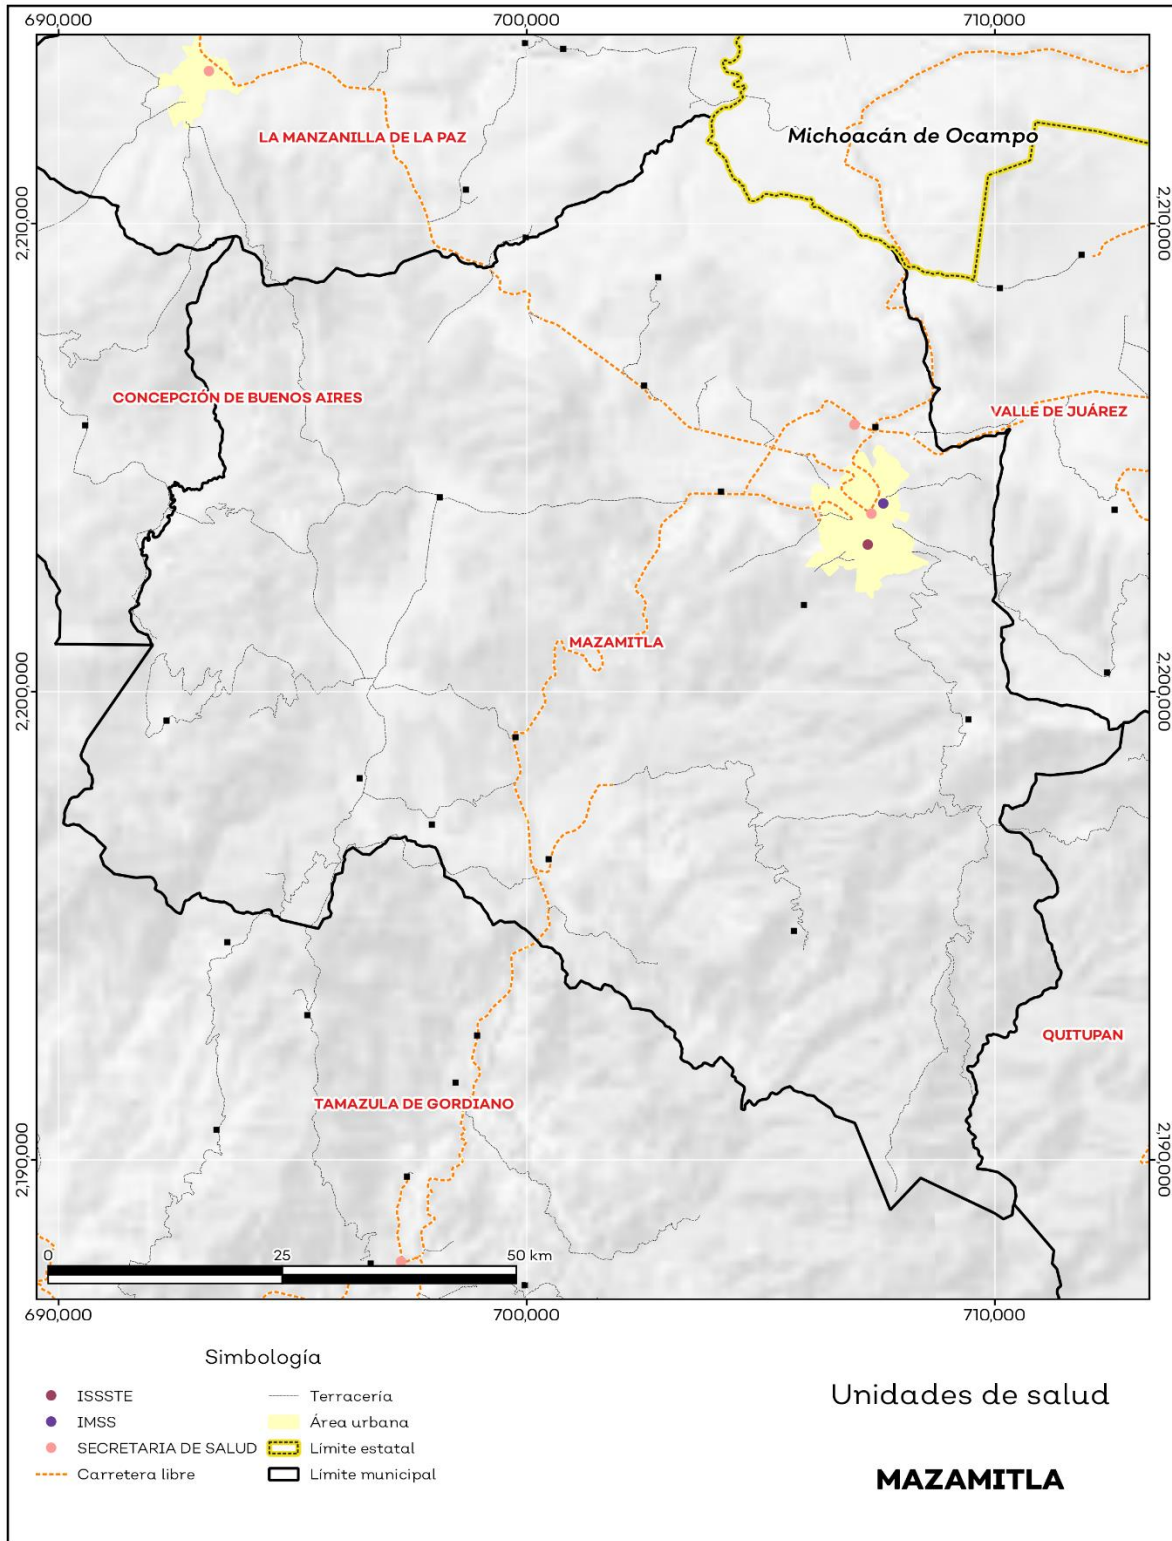 690,000
700,000
710,000
LA MANZANILLA DE LA PAZ
Michoacán de Ocampo
2,210,000
2,210,000
CONCEPCIÓN DE BUENOS AIRES
VALLE DE JUÁREZ
MAZAMITLA
2,200,000
2,200,000
QUITUPAN
TAMAZULA DE GORDIANO
2,190,000
2,190,000
0
25
50 km
690,000
700,000
710,000
Simbología
ISSSTE
IMSS
SECRETARIA DE SALUD
Carretera libre
Terracería
Área urbana
Límite estatal
Límite municipal
Unidades de salud
MAZAMITLA